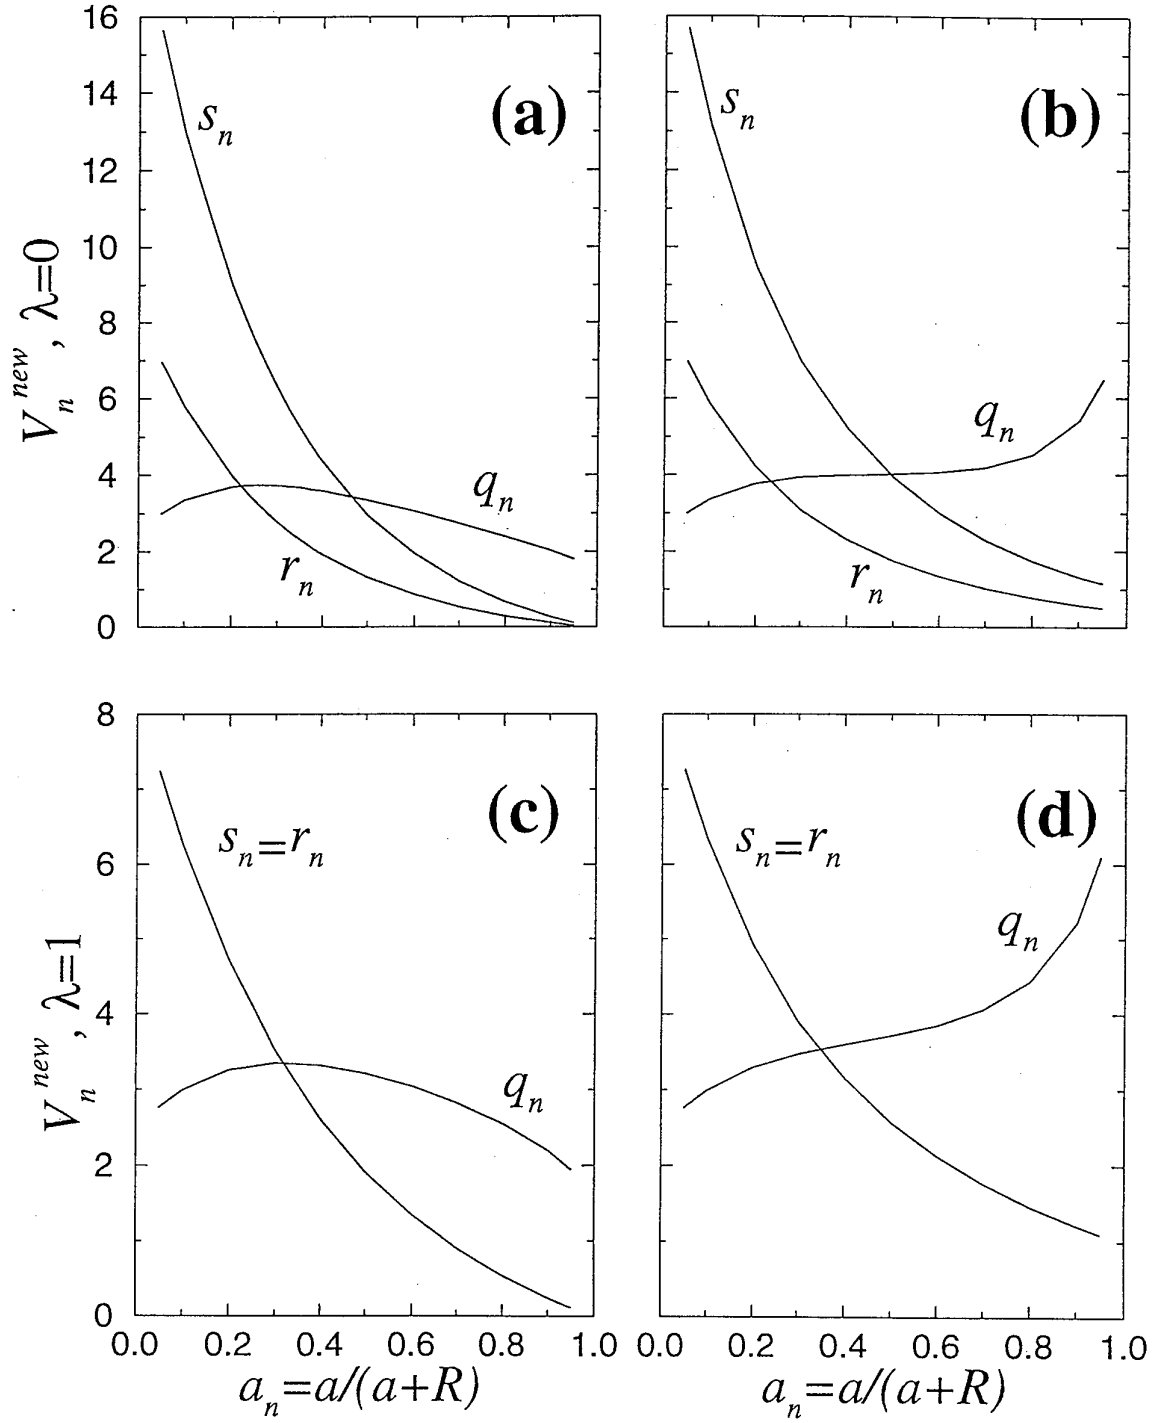 16
14
12
10
8
6
4
2
0
V_n^new, λ=0
(a)
s_n
q_n
r_n
(b)
s_n
q_n
r_n
8
6
4
2
0
V_n^new, λ=1
(c)
s_n=r_n
q_n
(d)
s_n=r_n
q_n
0.0 0.2 0.4 0.6 0.8 1.0
0.0 0.2 0.4 0.6 0.8 1.0
a_n=a/(a+R)
a_n=a/(a+R)